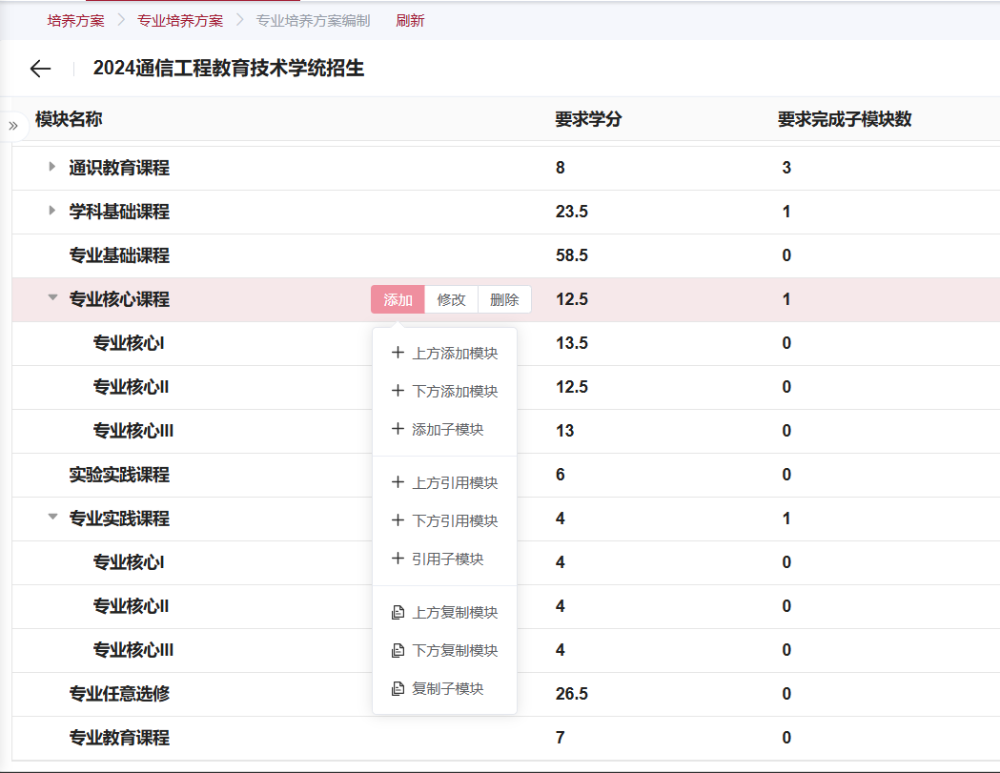 培养方案 专业培养方案 专业培养方案编制 刷新
2024通信工程教育技术学统招生
模块名称 要求学分 要求完成子模块数
通识教育课程 8 3
学科基础课程 23.5 1
专业基础课程 58.5 0
专业核心课程 添加 修改 删除 12.5 1
专业核心I 13.5 0
专业核心II 12.5 0
专业核心III 13 0
实验实践课程 6 0
专业实践课程 4 1
专业核心I 4 0
专业核心II 4 0
专业核心III 4 0
专业任意选修 26.5 0
专业教育课程 7 0
上方添加模块
下方添加模块
添加子模块
上方引用模块
下方引用模块
引用子模块
上方复制模块
下方复制模块
复制子模块